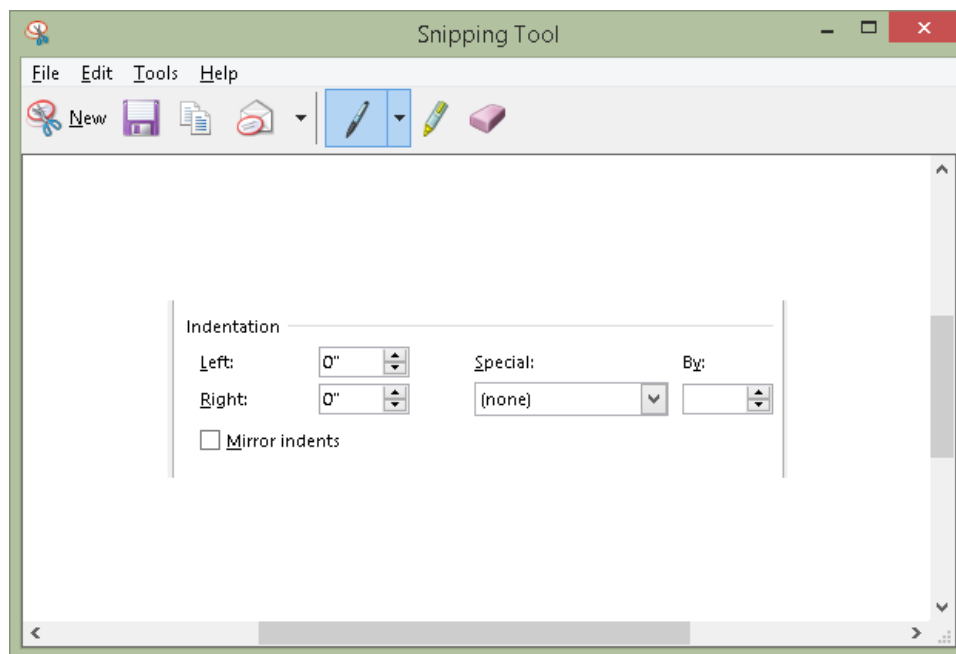 Snipping Tool
File Edit Tools Help
New
Indentation
Left: 0" Special: By:
Right: 0" (none)
Mirror indents